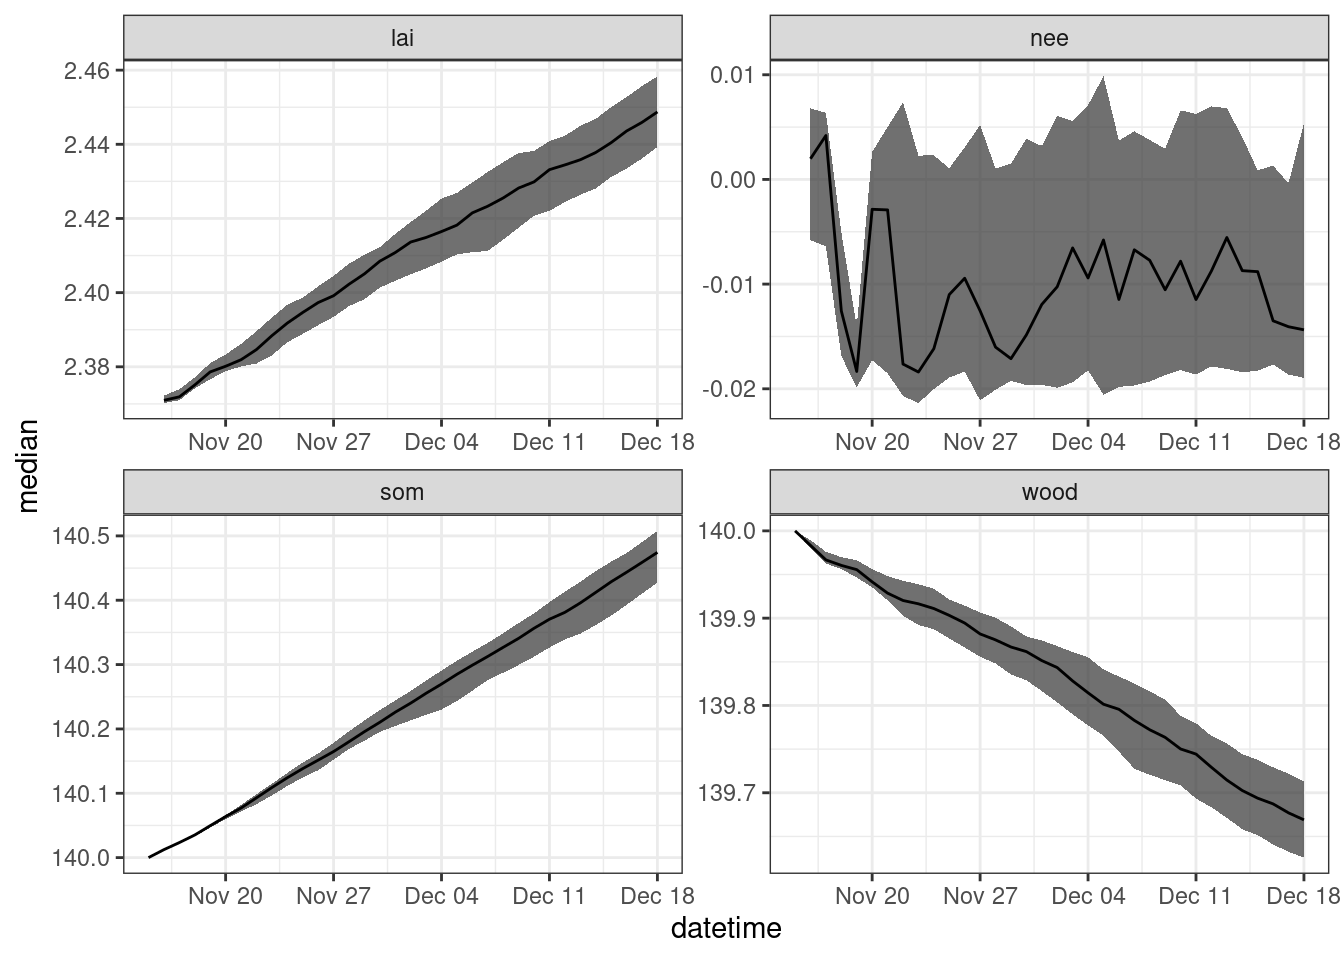 lai
2.46
2.44
2.42
2.40
2.38
Nov 20 Nov 27 Dec 04 Dec 11 Dec 18
nee
0.01
0.00
-0.01
-0.02
Nov 20 Nov 27 Dec 04 Dec 11 Dec 18
median
som
140.5
140.4
140.3
140.2
140.1
140.0
Nov 20 Nov 27 Dec 04 Dec 11 Dec 18
wood
140.0
139.9
139.8
139.7
Nov 20 Nov 27 Dec 04 Dec 11 Dec 18
datetime